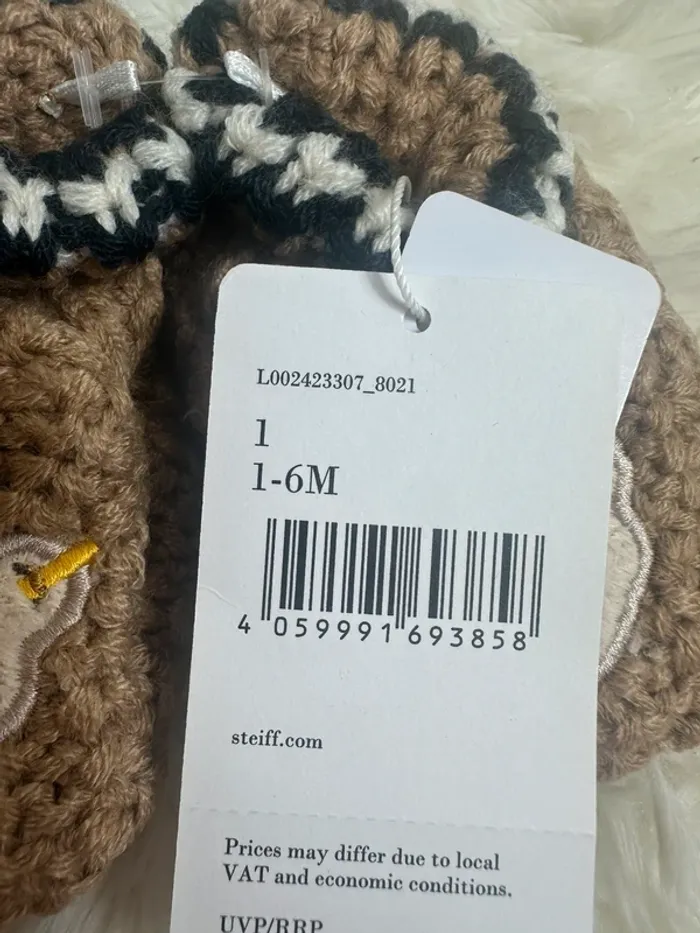 L002423307_8021
1
1-6M
4 059991 693858
steiff.com
Prices may differ due to local
VAT and economic conditions.
UVP/RRP